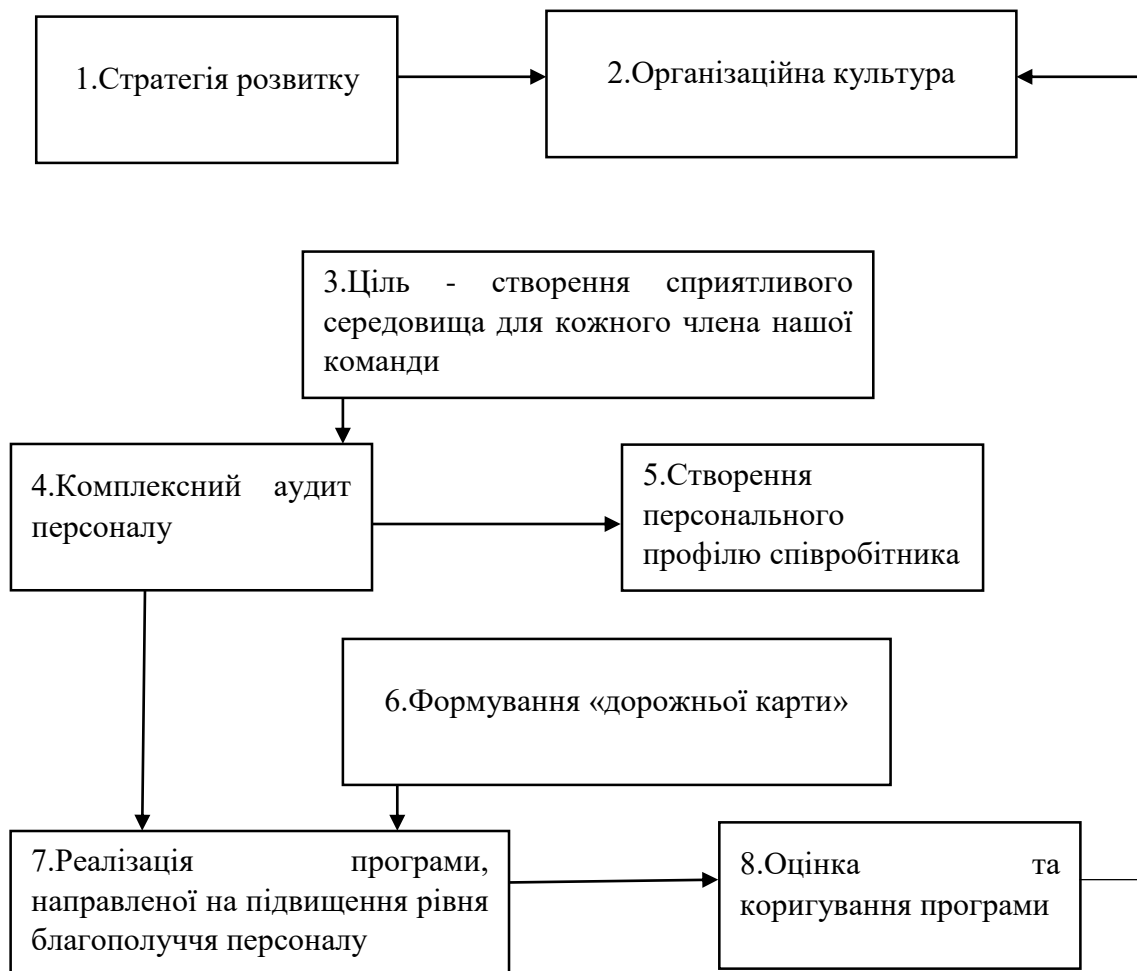 1.Стратегія розвитку
2.Організаційна культура
3.Ціль - створення сприятливого
середовища для кожного члена нашої
команди
4.Комплексний аудит
персоналу
5.Створення
персонального
профілю співробітника
6.Формування «дорожньої карти»
7.Реалізація програми,
направленої на підвищення рівня
благополуччя персоналу
8.Оцінка та
коригування програми